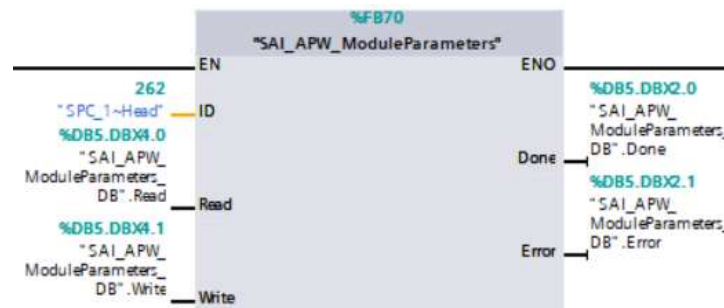 %FB70
"SAI_APW_ModuleParameters"
EN
ENO
262
"SPC_1~Head"
ID
%DB5.DBX4.0
"SAI_APW_
ModuleParameters_
DB".Read
Read
%DB5.DBX4.1
"SAI_APW_
ModuleParameters_
DB".Write
Write
%DB5.DBX2.0
"SAI_APW_
ModuleParameters_
DB".Done
Done
%DB5.DBX2.1
"SAI_APW_
ModuleParameters_
DB".Error
Error